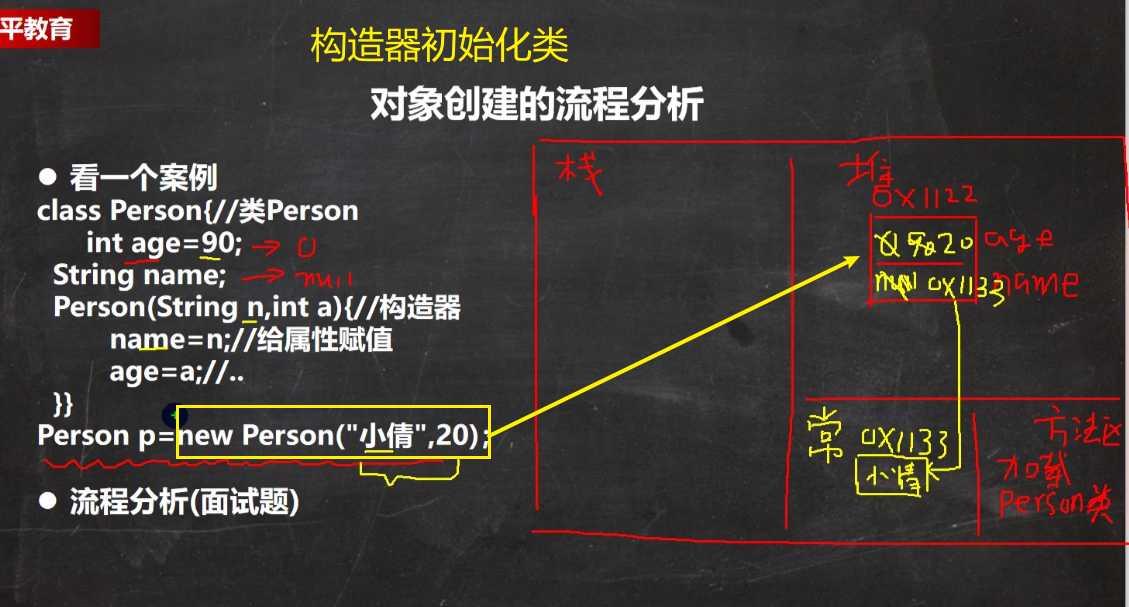 平教育
构造器初始化类
对象创建的流程分析
● 看一个案例
class Person{//类Person
int age=90; → 0
String name; → null
Person(String n,int a){//构造器
name=n;//给属性赋值
age=a;//..
}}
Person p=new Person("小倩",20);
● 流程分析(面试题)
栈
堆
0X1122
90 20 age
null 0X1133 name
常 0X1133
小倩
方法区
加载
Person类